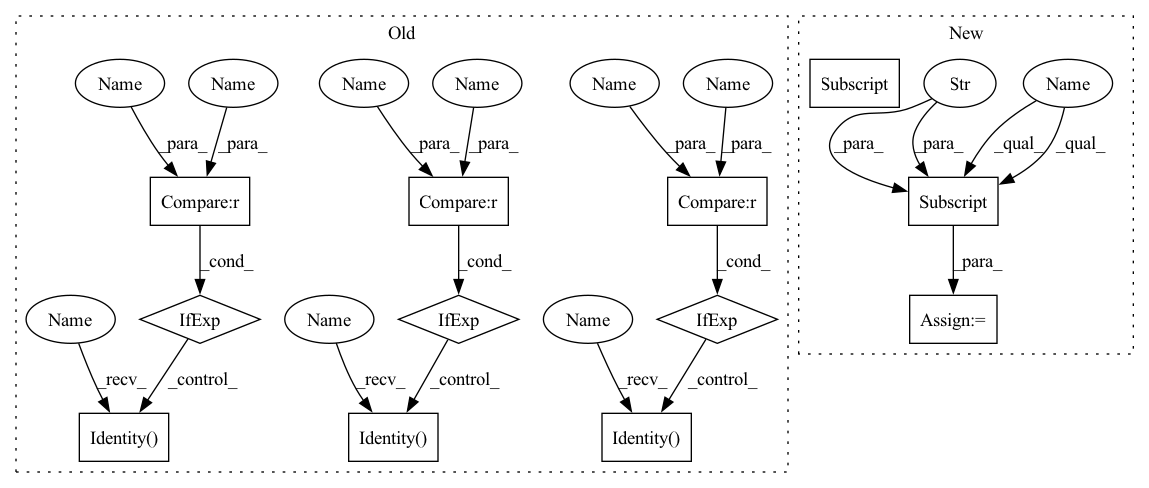 Old
New
Name Name Name Name Name Name Subscript Str Name
_para_ _para_ _para_ _para_ _para_ _para_ _para_ _para_ _qual_ _qual_
Compare:r Compare:r Compare:r Subscript
_cond_ _cond_ _cond_ _para_
Name IfExp Name IfExp Name IfExp Assign:=
_recv_ _control_ _recv_ _control_ _recv_ _control_
Identity() Identity() Identity()